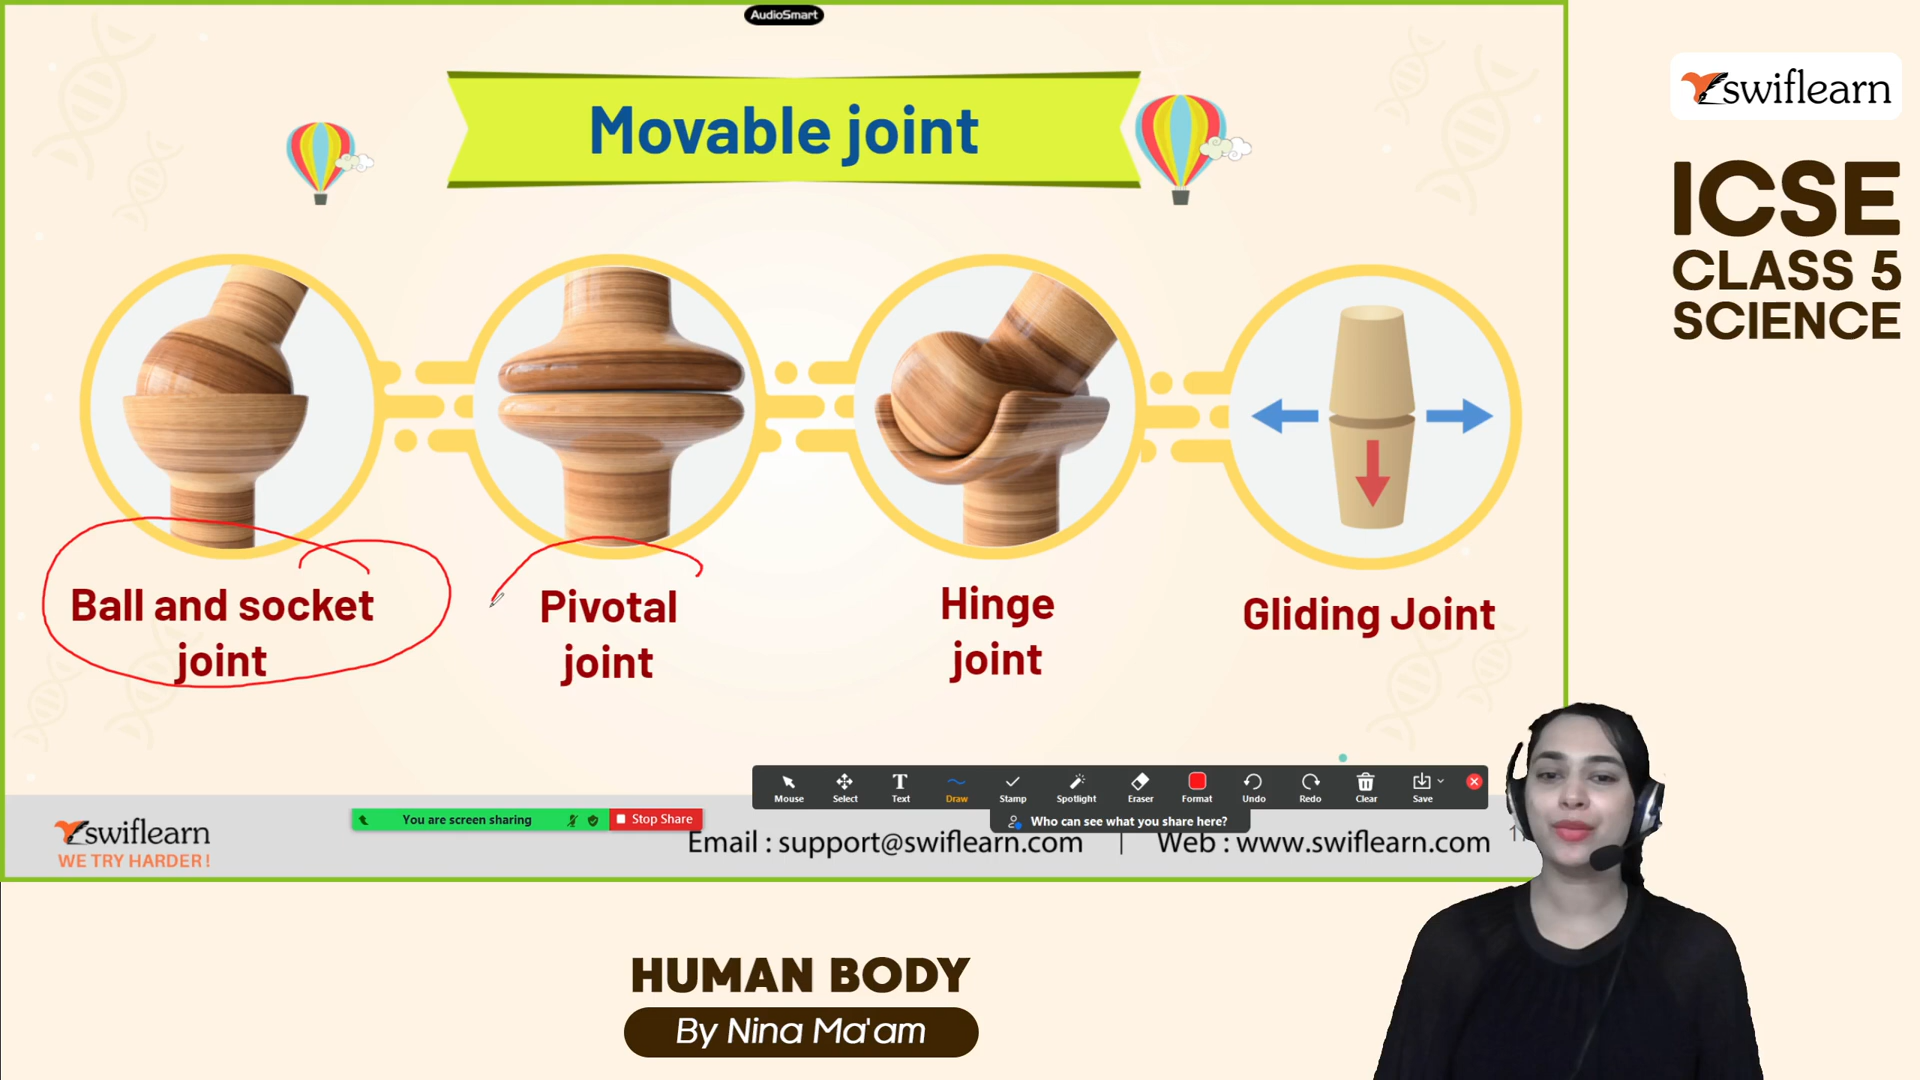 AudioSmart
Movable joint
swiflearn
ICSE
CLASS 5
SCIENCE
Ball and socket
joint
Pivotal
joint
Hinge
joint
Gliding Joint
Mouse
Select
Text
Draw
Stamp
Spotlight
Eraser
Format
Undo
Redo
Clear
Save
You are screen sharing
Stop Share
Who can see what you share here?
swiflearn
WE TRY HARDER !
Email : support@swiflearn.com | Web : www.swiflearn.com
HUMAN BODY
By Nina Ma'am